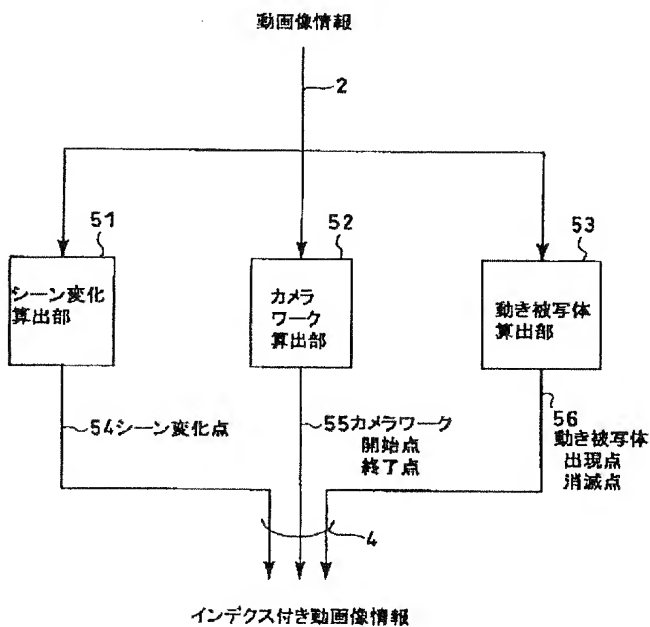 動画像情報
2
51
52
53
シーン変化
算出部
カメラ
ワーク
算出部
動き被写体
算出部
54シーン変化点
55カメラワーク
開始点
終了点
56
動き被写体
出現点
消滅点
4
インデクス付き動画像情報